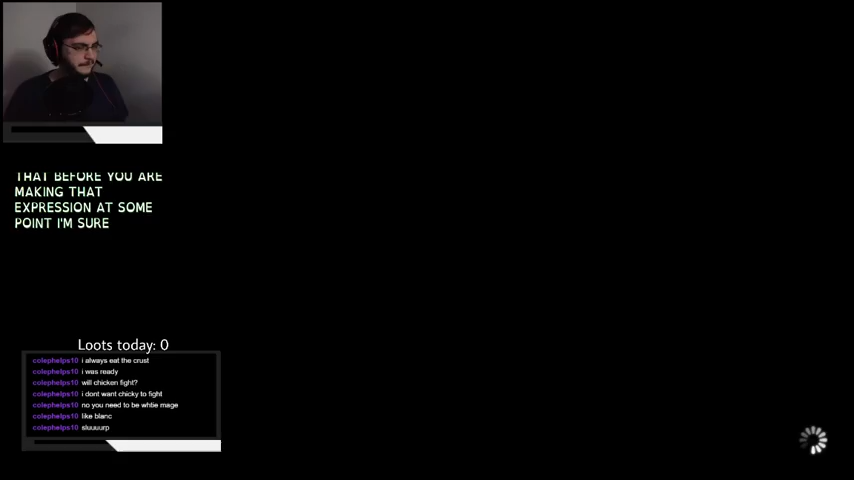 THAT BEFORE YOU ARE
MAKING THAT
EXPRESSION AT SOME
POINT I'M SURE
Loots today: 0
colephelps10 i always eat the crust
colephelps10 i was ready
colephelps10 will chicken fight?
colephelps10 i dont want chicky to fight
colephelps10 no you need to be whtie mage
colephelps10 like blanc
colephelps10 sluuuurp